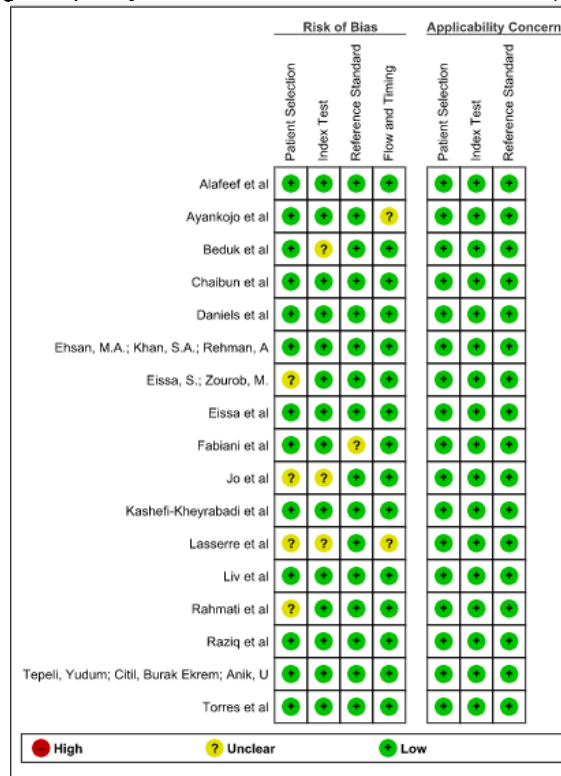 Risk of Bias
Applicability Concern
Patient Selection
Index Test
Reference Standard
Flow and Timing
Patient Selection
Index Test
Reference Standard
Alafeef et al + + + + + + +
Ayankojo et al + + + ? + + +
Beduk et al + ? + + + + +
Chaibun et al + + + + + + +
Daniels et al + + + + + + +
Ehsan, M.A.; Khan, S.A.; Rehman, A + + + + + + +
Eissa, S.; Zourob, M. ? + + + + + +
Eissa et al + + + + + + +
Fabiani et al + + ? + + + +
Jo et al ? ? + + + + +
Kashefi-Kheyrabadi et al + + + + + + +
Lasserre et al ? ? + ? + + +
Liv et al + + + + + + +
Rahmati et al ? + + + + + +
Raziq et al + + + + + + +
Tepeli, Yudum; Citil, Burak Ekrem; Anik, U + + + + + + +
Torres et al + + + + + + +
- High ? Unclear + Low